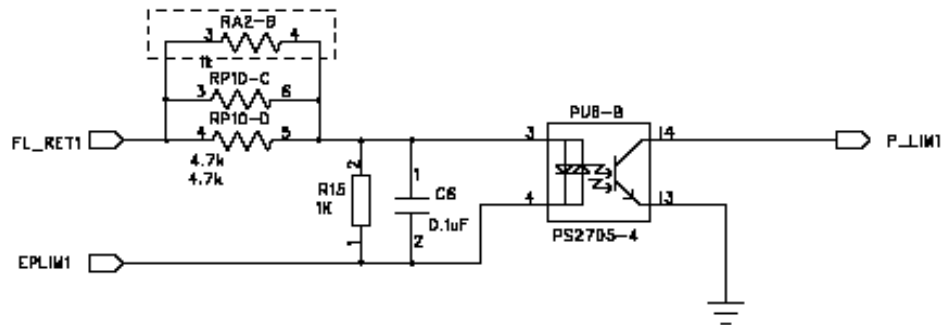 RA2-B
3 4
1k
RP10-C
3 6
RP10-D
FL_RET1 4 5
4.7k
4.7k
2
R15
1K
1
1
C6
0.1uF
2
PU8-B
3 14
4 13
PS2705-4
P_LIM1
EPLIM1